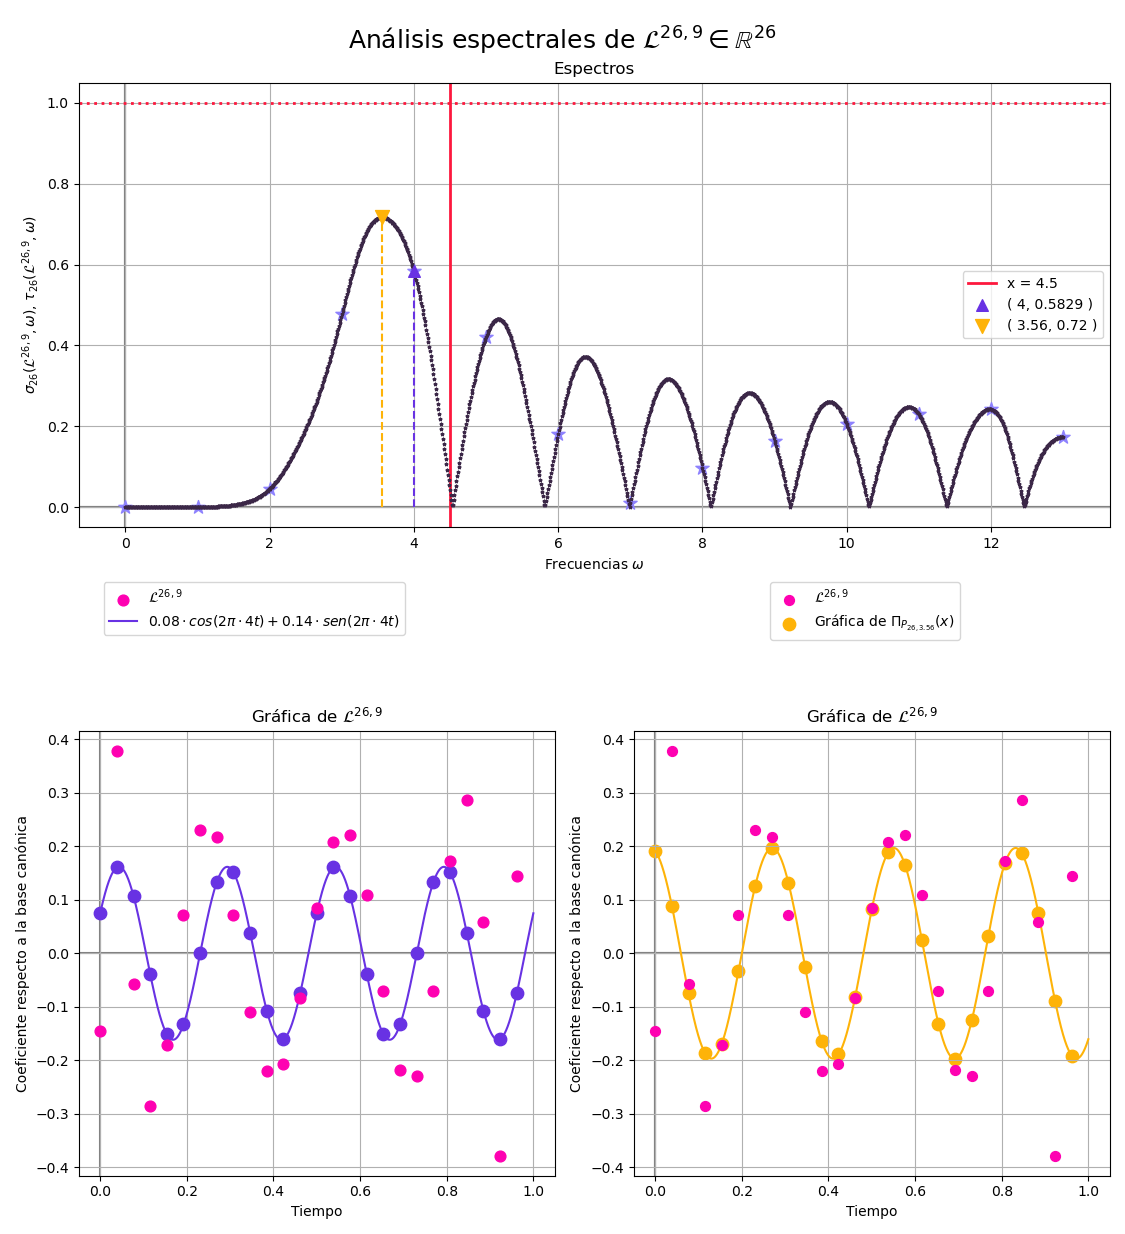 Análisis espectrales de $\mathcal{L}^{26,9} \in \mathbb{R}^{26}$
Espectros
1.0
0.8
0.6
0.4
0.2
0.0
$\sigma_{26}(\mathcal{L}^{26,9}, \omega)$, $\tau_{26}(\mathcal{L}^{26,9}, \omega)$
x = 4.5
( 4, 0.5829 )
( 3.56, 0.72 )
0 2 4 6 8 10 12
Frecuencias $\omega$
$\mathcal{L}^{26,9}$
$0.08 \cdot cos(2\pi \cdot 4t) + 0.14 \cdot sen(2\pi \cdot 4t)$
$\mathcal{L}^{26,9}$
Gráfica de $\Pi_{P_{26,3.56}}(x)$
Gráfica de $\mathcal{L}^{26,9}$
0.4
0.3
0.2
0.1
0.0
−0.1
−0.2
−0.3
−0.4
Coeficiente respecto a la base canónica
0.0 0.2 0.4 0.6 0.8 1.0
Tiempo
Gráfica de $\mathcal{L}^{26,9}$
0.4
0.3
0.2
0.1
0.0
−0.1
−0.2
−0.3
−0.4
Coeficiente respecto a la base canónica
0.0 0.2 0.4 0.6 0.8 1.0
Tiempo